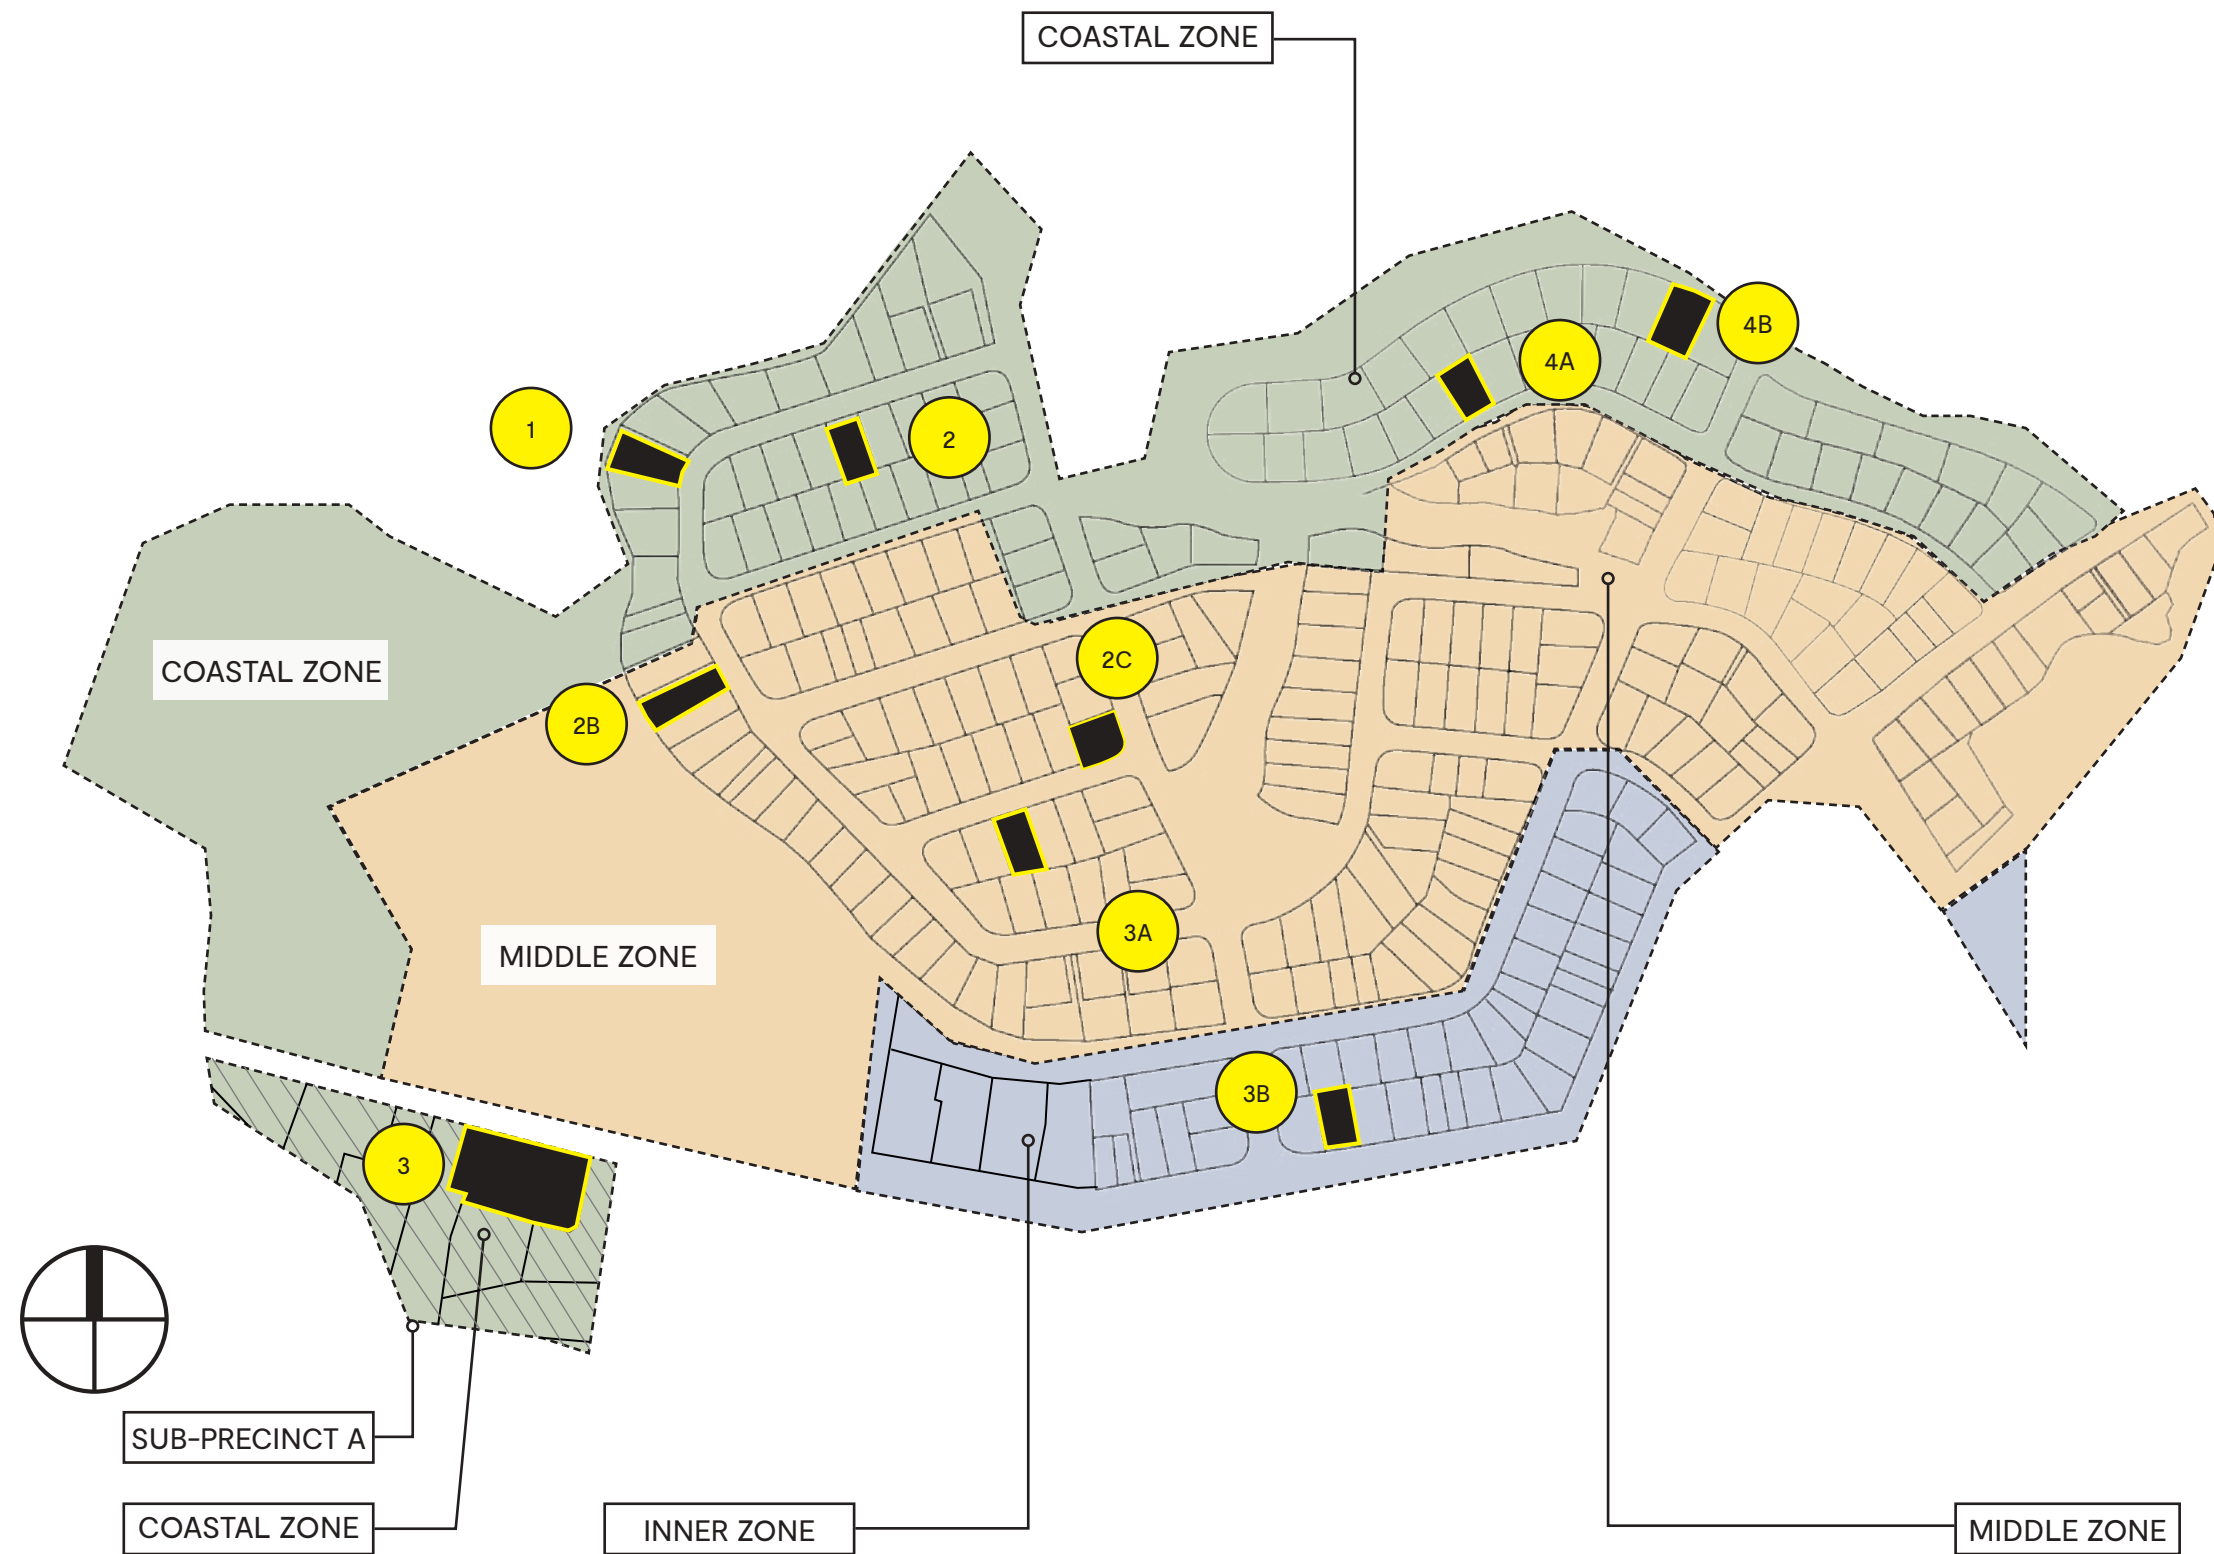 COASTAL ZONE
4B
4A
1
2
2C
COASTAL ZONE
2B
3A
MIDDLE ZONE
3B
3
SUB-PRECINCT A
COASTAL ZONE
INNER ZONE
MIDDLE ZONE